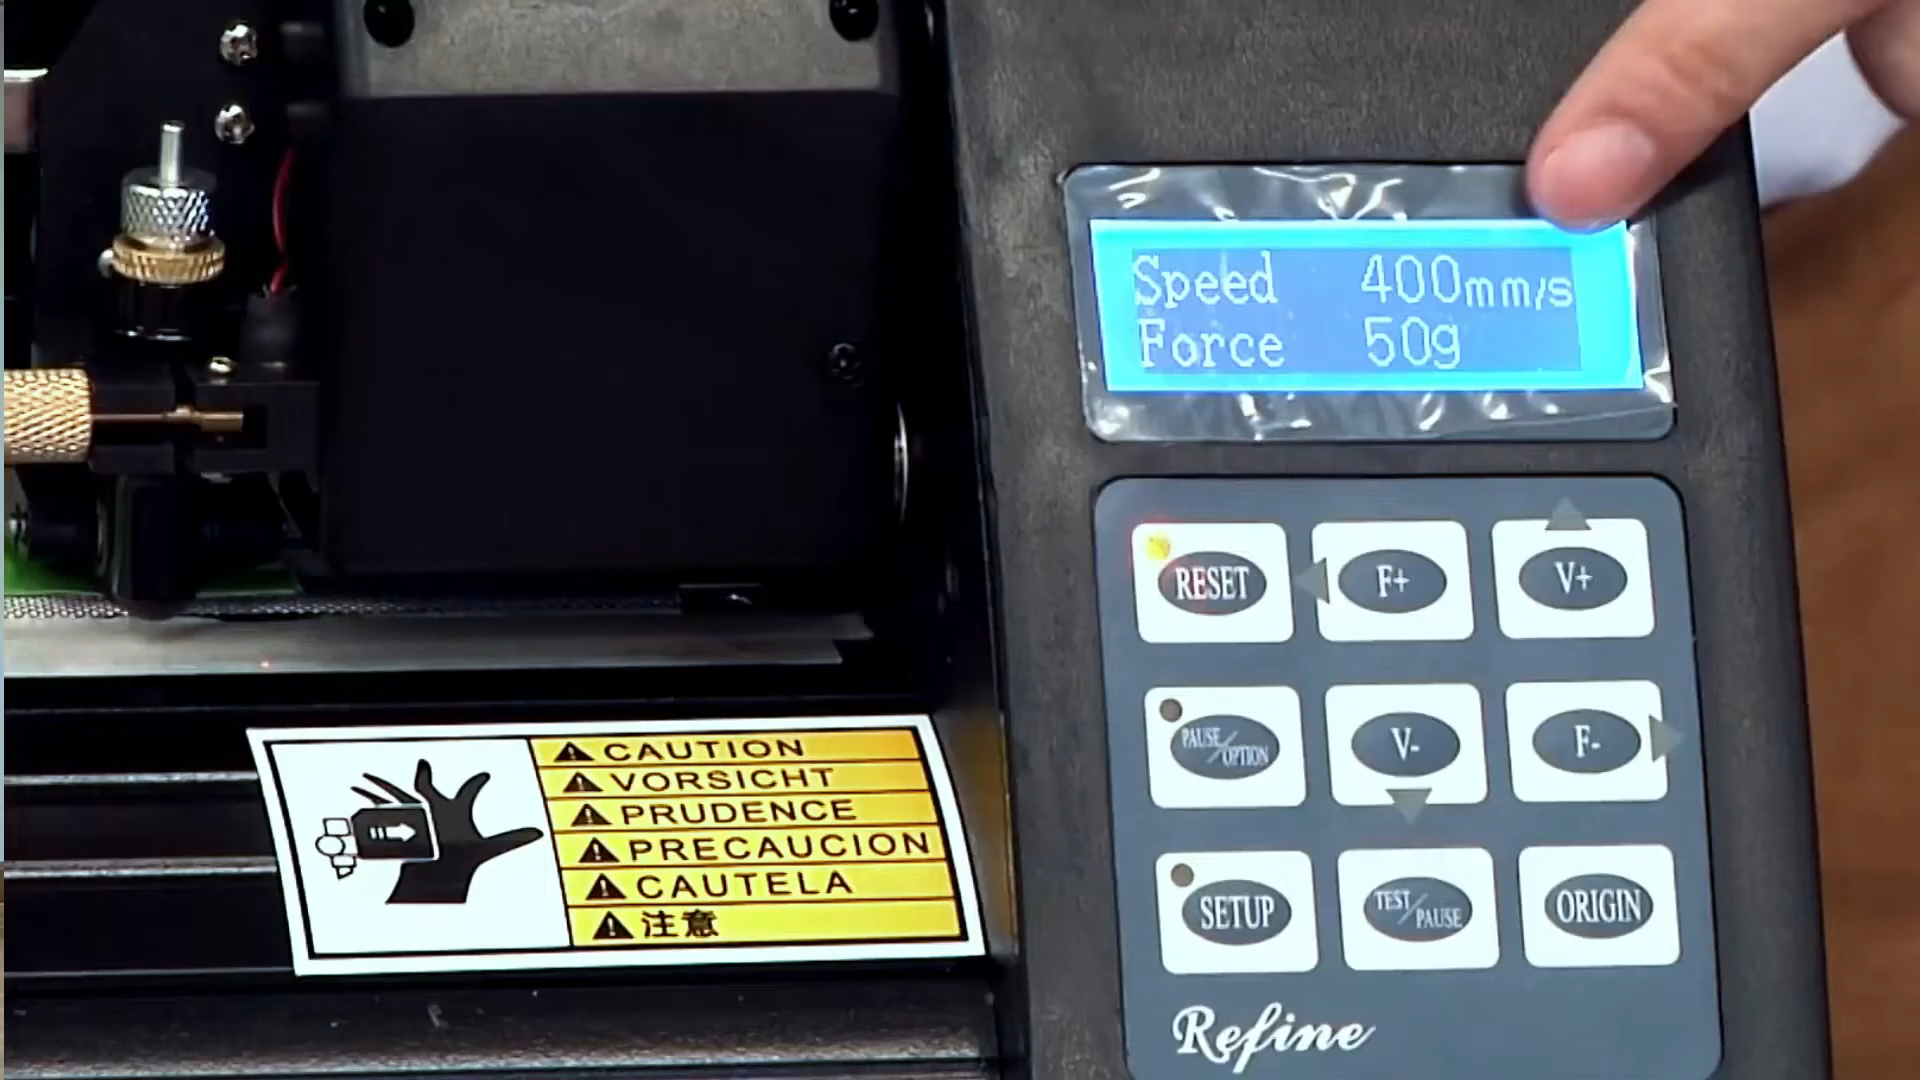 Speed 400mm/s
Force 50g
RESET
F+
V+
PAUSE/OPTION
V-
F-
SETUP
TEST/PAUSE
ORIGIN
Refine
CAUTION
VORSICHT
PRUDENCE
PRECAUCION
CAUTELA
注意